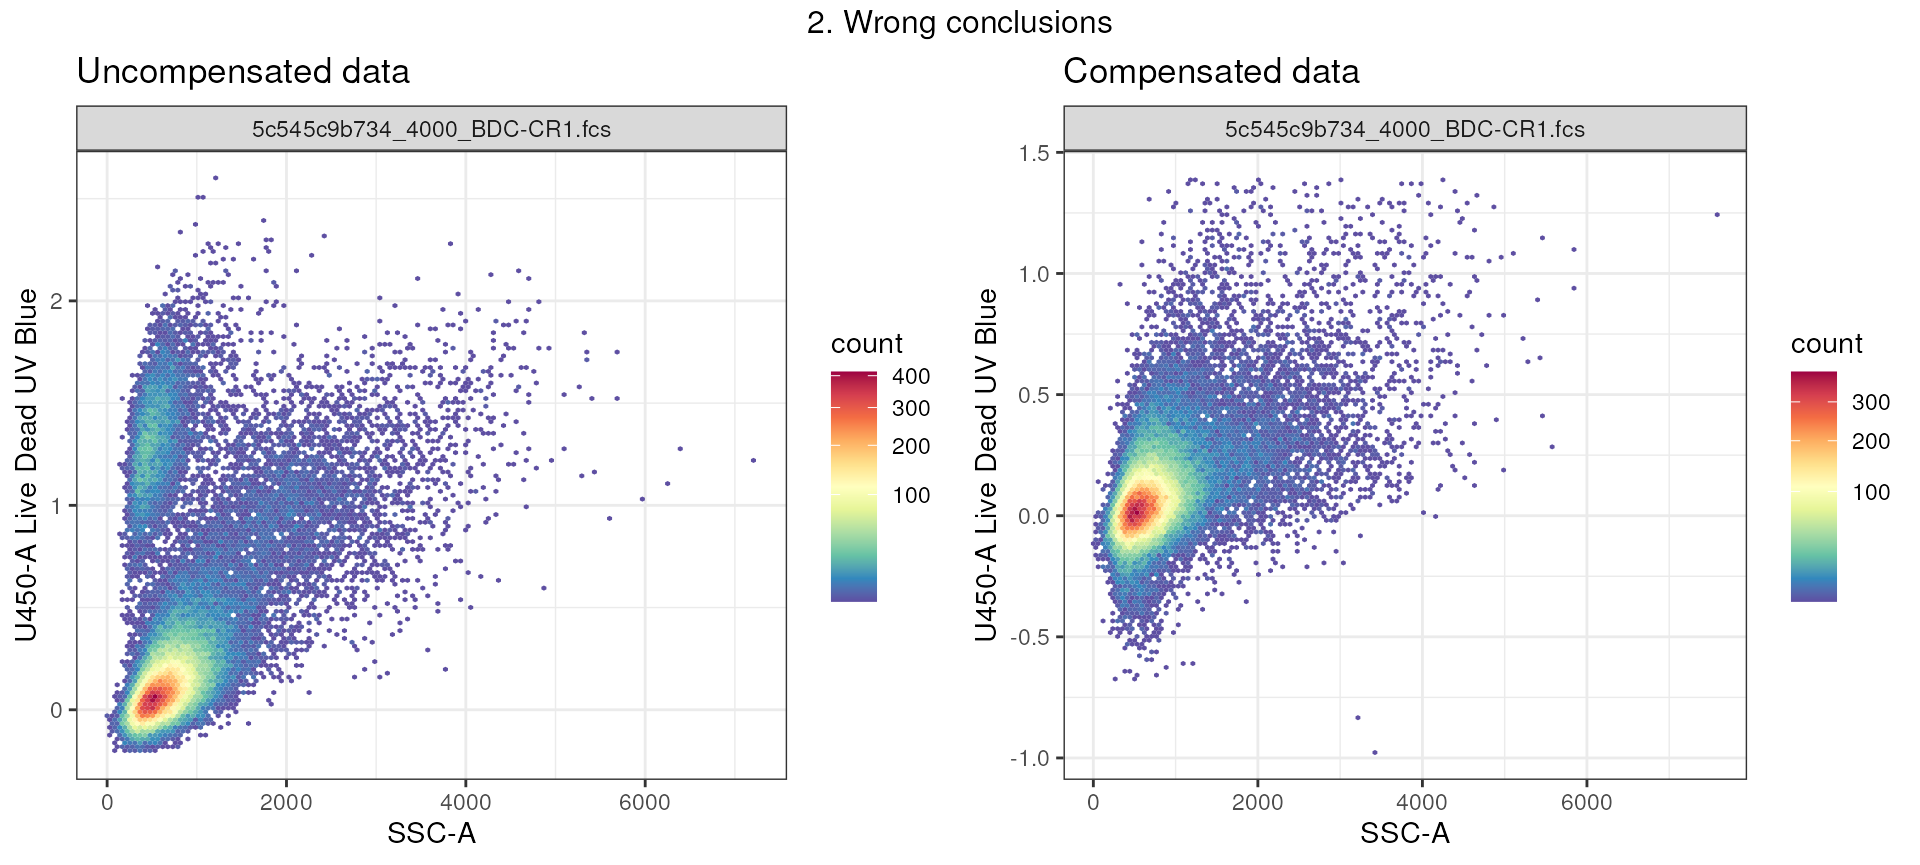 2. Wrong conclusions
Uncompensated data
5c545c9b734_4000_BDC-CR1.fcs
U450-A Live Dead UV Blue
2
1
0
0 2000 4000 6000
SSC-A
count
400
300
200
100
Compensated data
5c545c9b734_4000_BDC-CR1.fcs
U450-A Live Dead UV Blue
1.5
1.0
0.5
0.0
-0.5
-1.0
0 2000 4000 6000
SSC-A
count
300
200
100